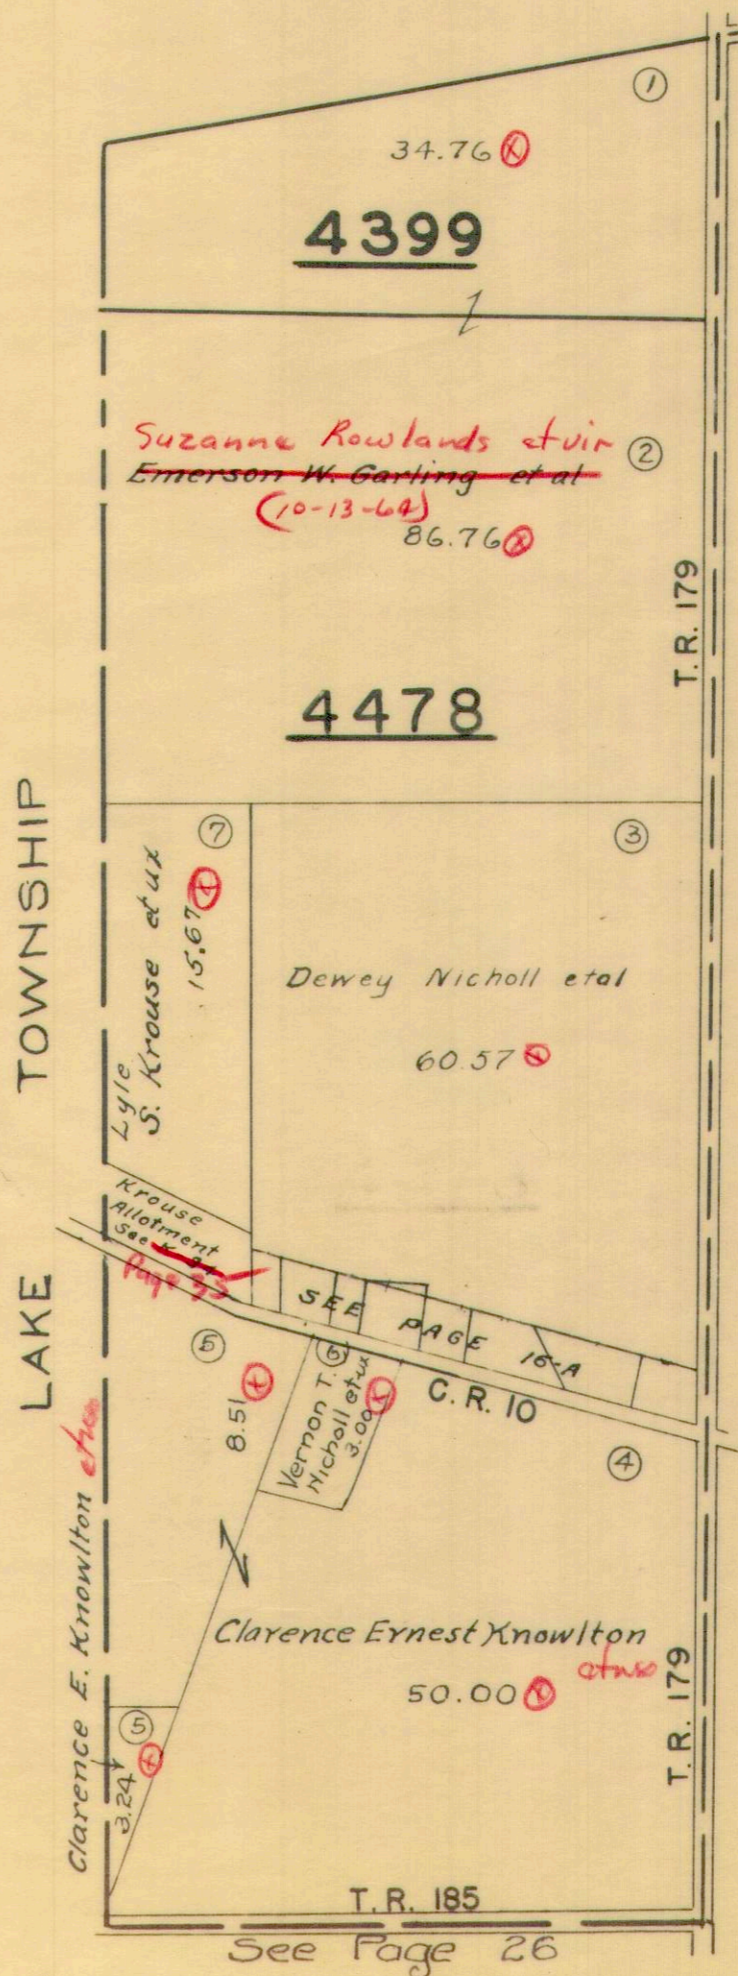 1
34.76 X
4399
Suzanne Rowlands et vir
2
Emerson W. Garling et al
(10-13-64)
86.76 X
T.R. 179
4478
7
Lyle
S. Krouse et ux
15.67 X
3
Dewey Nicholl etal
60.57 X
LAKE TOWNSHIP
Krouse
Allotment
See
Page 35
SEE PAGE 16-A
C.R. 10
5
8.51 X
6
Vernon T.
Nicholl et ux
3.00 X
4
Clarence Ernest Knowlton
50.00 X
T.R. 179
Clarence E. Knowlton
5
3.24 X
T.R. 185
See Page 26